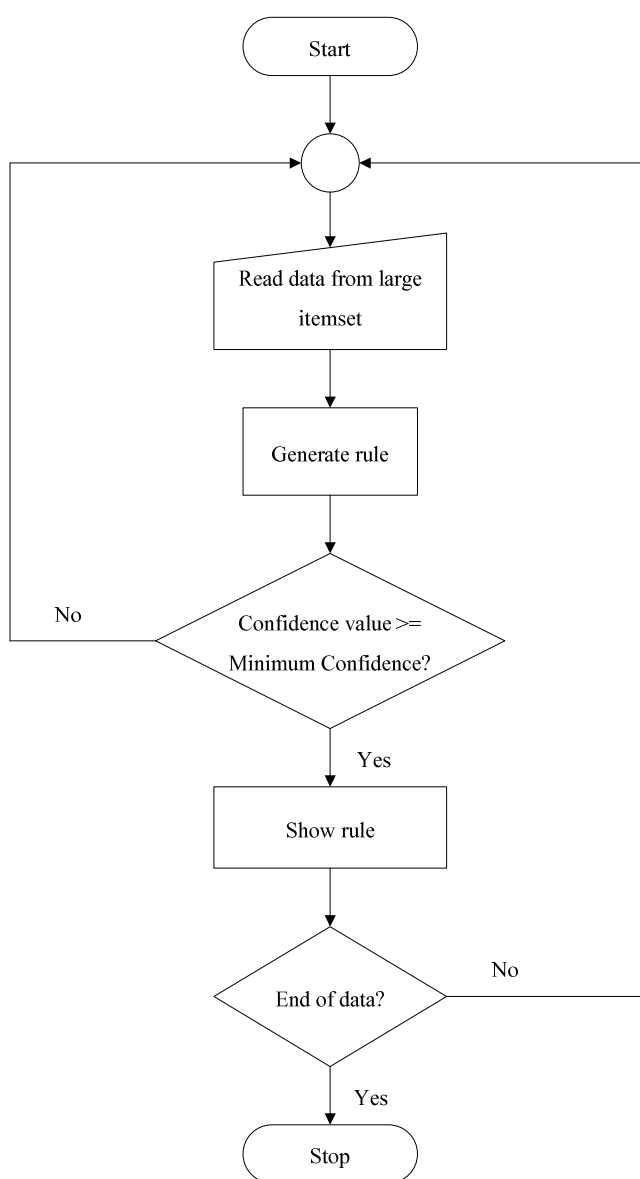 Start
Read data from large
itemset
Generate rule
Confidence value >=
Minimum Confidence?
No
Yes
Show rule
End of data?
No
Yes
Stop